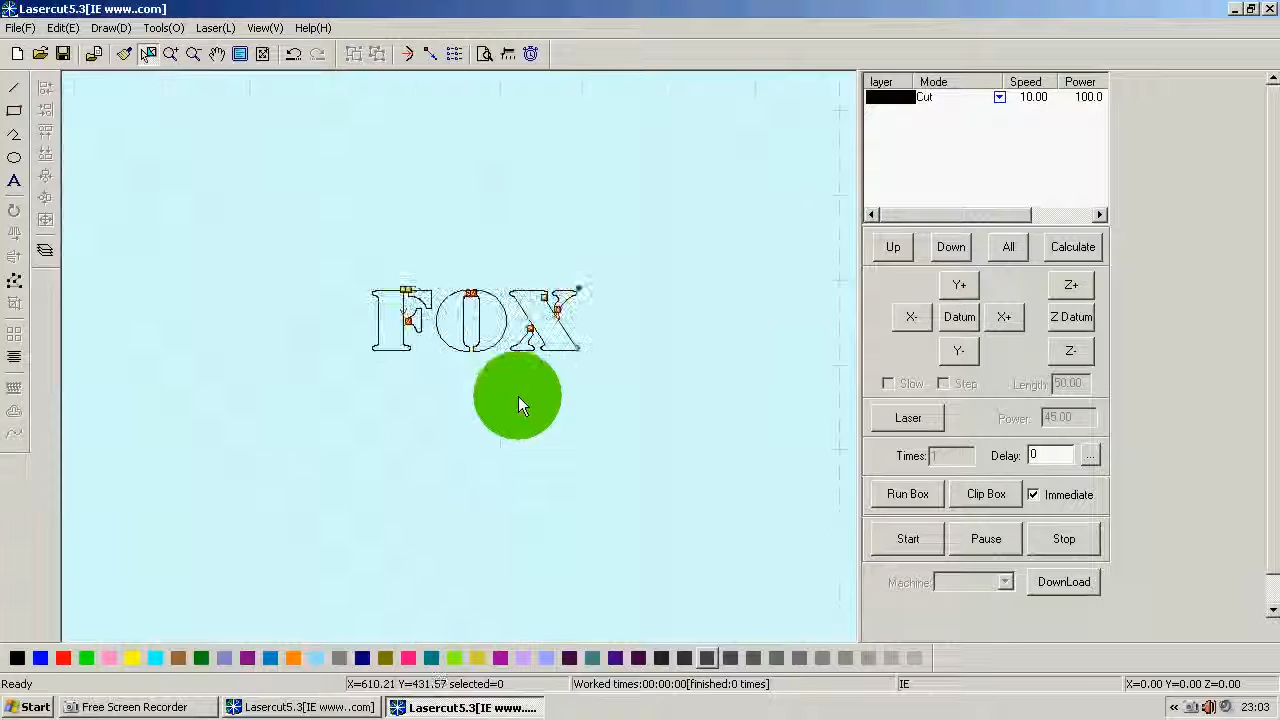 Lasercut5.3[IE www..com]
File(F) Edit(E) Draw(D) Tools(O) Laser(L) View(V) Help(H)
layer Mode Speed Power
Cut 10.00 100.0
A
FOX
Up Down All Calculate
Y+ Z+
X- Datum X+ Z Datum
Y- Z-
Slow Step Length: 50.00
Laser Power: 45.00
Times: 1 Delay: 0 ...
Run Box Clip Box Immediate
Start Pause Stop
Machine: DownLoad
Ready X=610.21 Y=431.57 selected=0 Worked times:00:00:00[finished:0 times] IE X=0.00 Y=0.00 Z=0.00
Start Free Screen Recorder Lasercut5.3[IE www..com] Lasercut5.3[IE www..... « 23:03